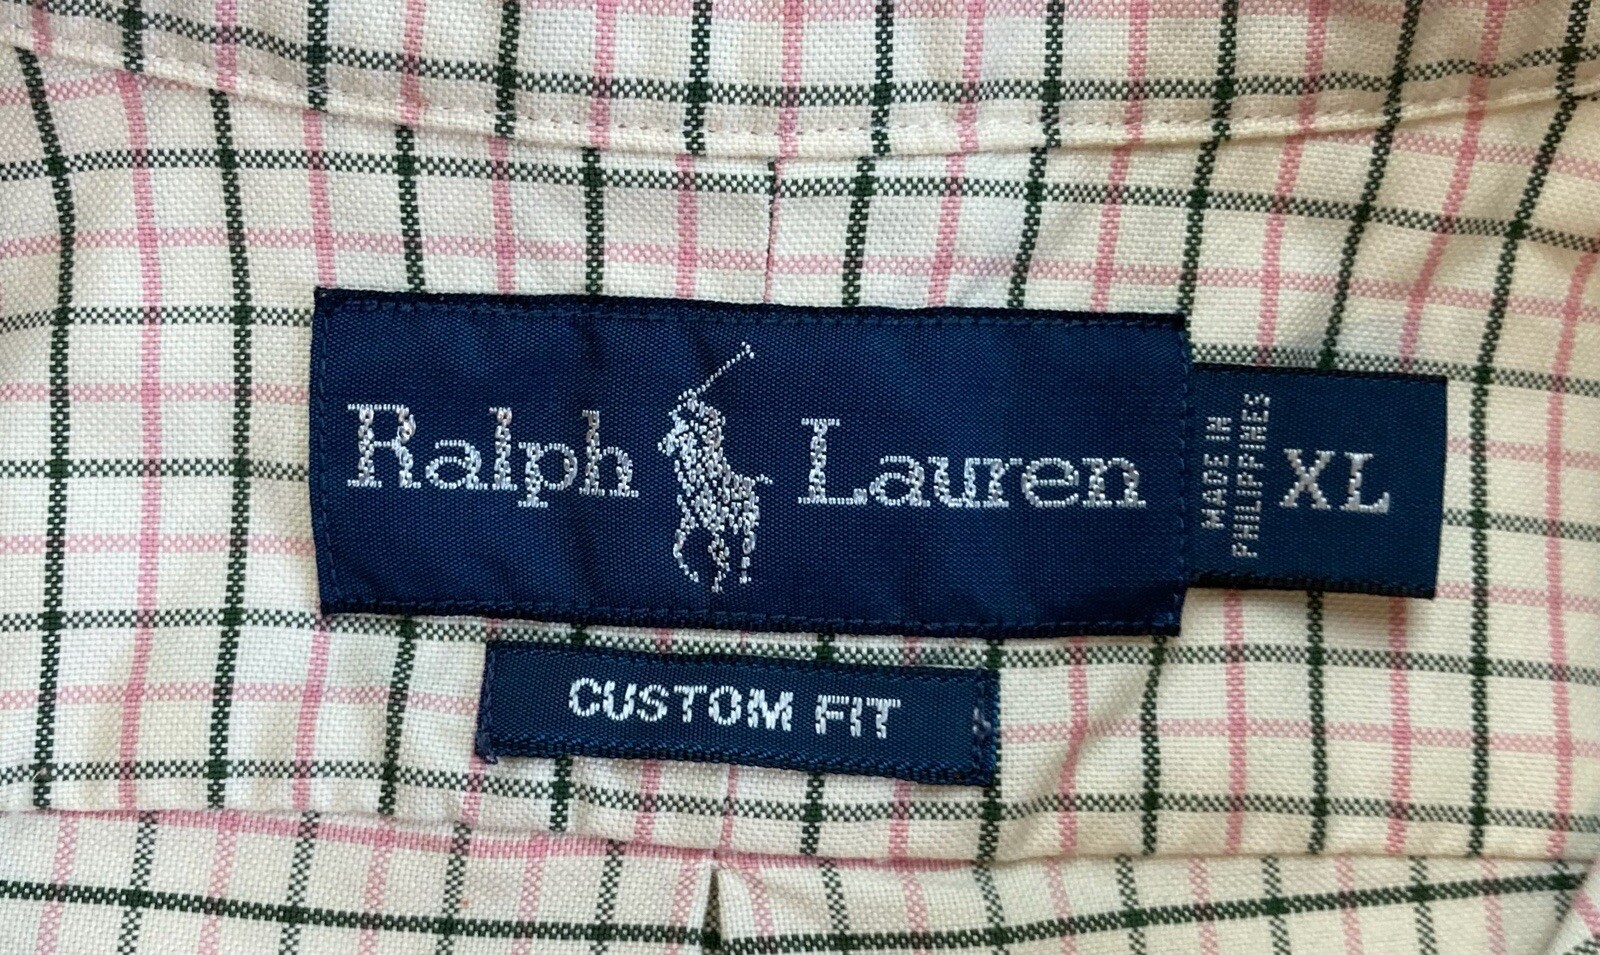 Ralph Lauren
MADE IN
PHILIPPINES
XL
CUSTOM FIT